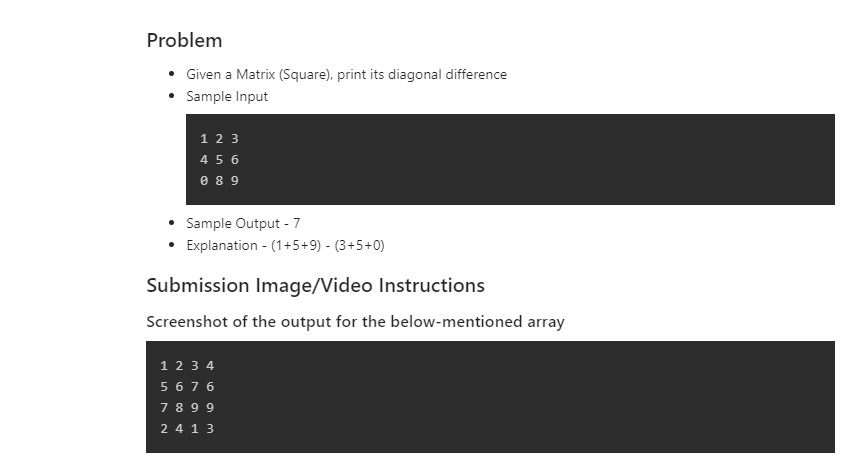 Problem
• Given a Matrix (Square), print its diagonal difference
• Sample Input
1 2 3
4 5 6
0 8 9
• Sample Output - 7
• Explanation - (1+5+9) - (3+5+0)
Submission Image/Video Instructions
Screenshot of the output for the below-mentioned array
1 2 3 4
5 6 7 6
7 8 9 9
2 4 1 3